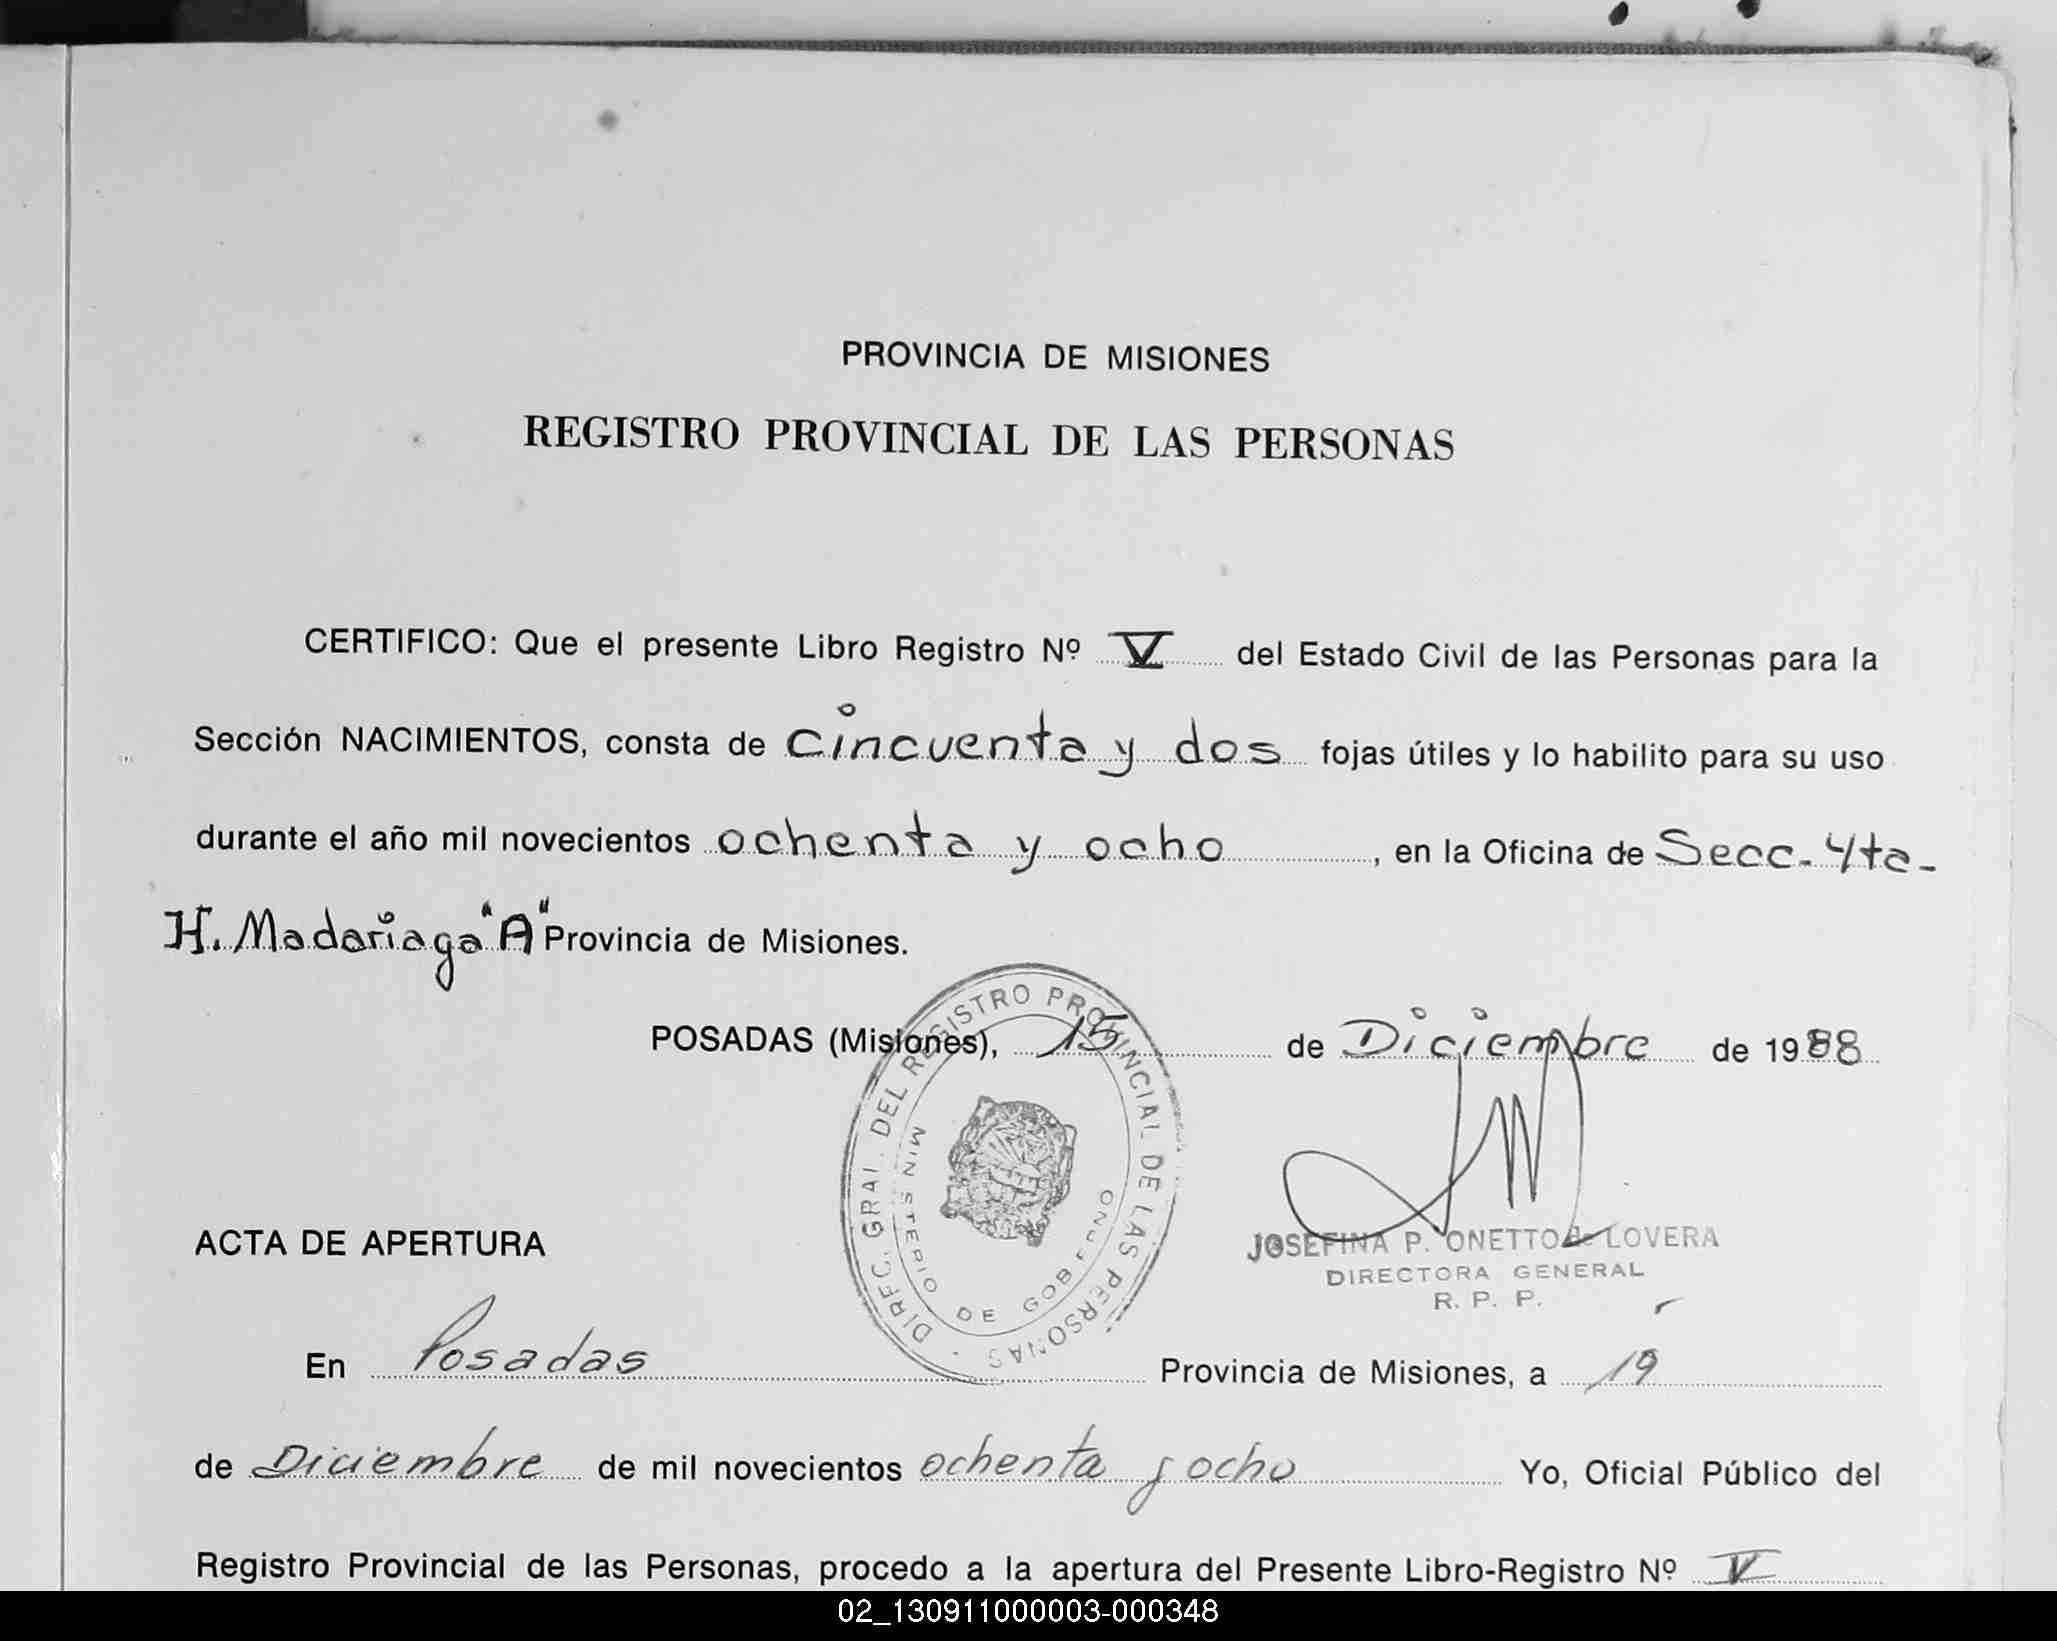 PROVINCIA DE MISIONES
REGISTRO PROVINCIAL DE LAS PERSONAS
CERTIFICO: Que el presente Libro Registro Nº V del Estado Civil de las Personas para la
Sección NACIMIENTOS, consta de cincuenta y dos fojas útiles y lo habilito para su uso
durante el año mil novecientos ochenta y ocho, en la Oficina de Secc. 4ta-
H. Madariaga "A" Provincia de Misiones.
POSADAS (Misiones), 15 de Diciembre de 1988
DIREC. GRAL. DEL REGISTRO PROVINCIAL DE LAS PERSONAS
MINISTERIO DE GOBIERNO
JOSEFINA P. ONETTO de LOVERA
DIRECTORA GENERAL
R. P. P.
ACTA DE APERTURA
En Posadas Provincia de Misiones, a 19
de Diciembre de mil novecientos ochenta y ocho Yo, Oficial Público del
Registro Provincial de las Personas, procedo a la apertura del Presente Libro-Registro Nº V
02_130911000003-000348